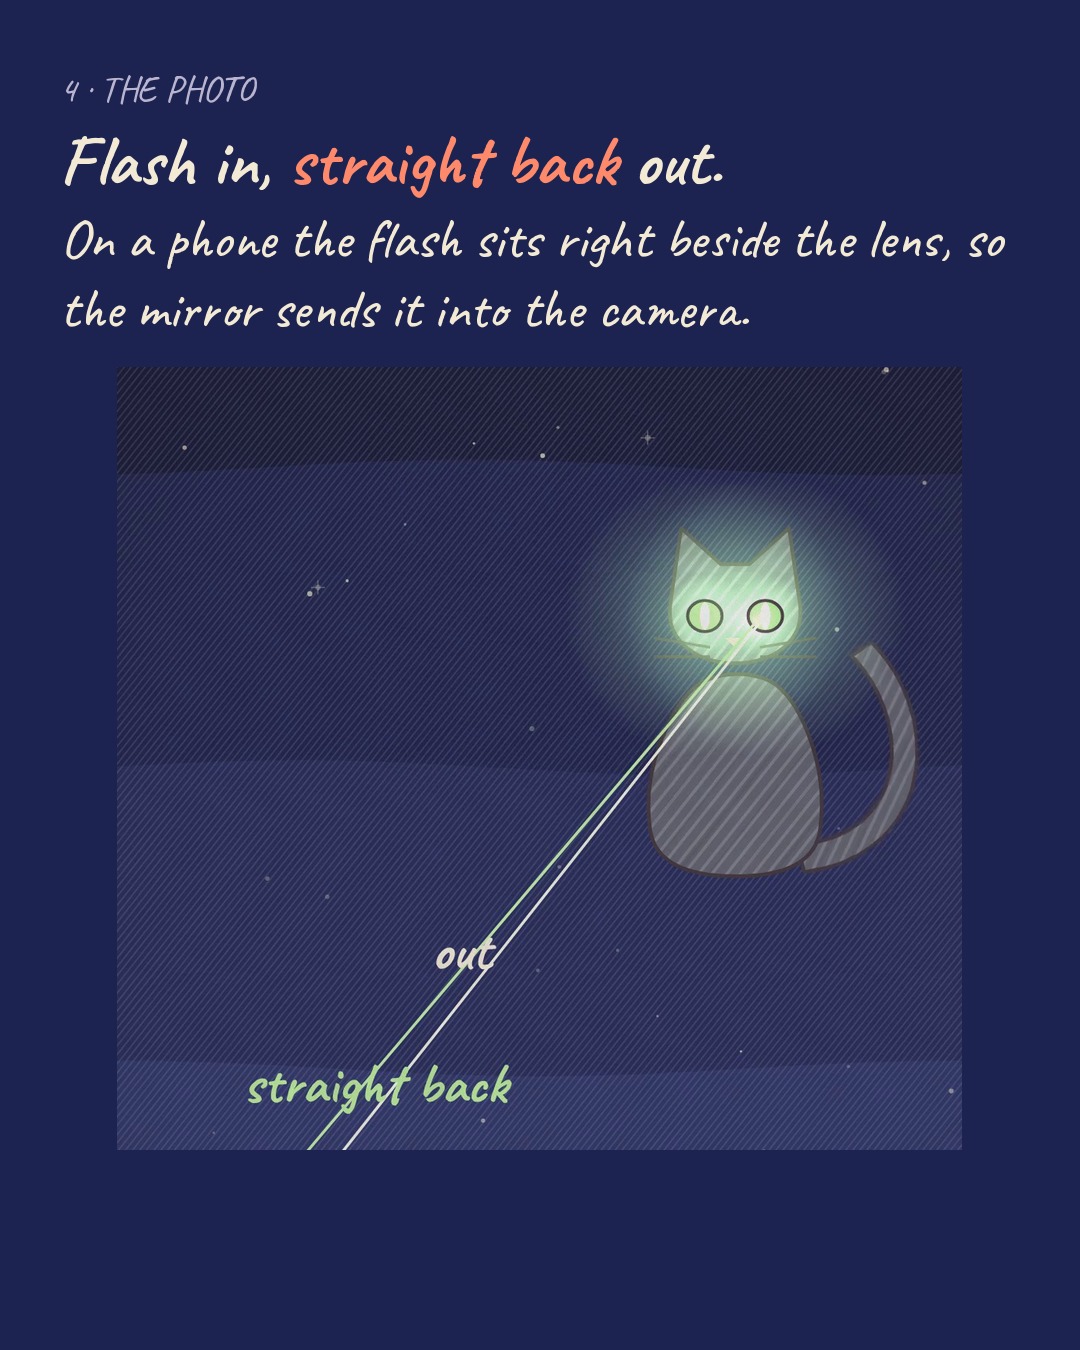 4 · THE PHOTO
Flash in, straight back out.
On a phone the flash sits right beside the lens, so
the mirror sends it into the camera.
out
straight back